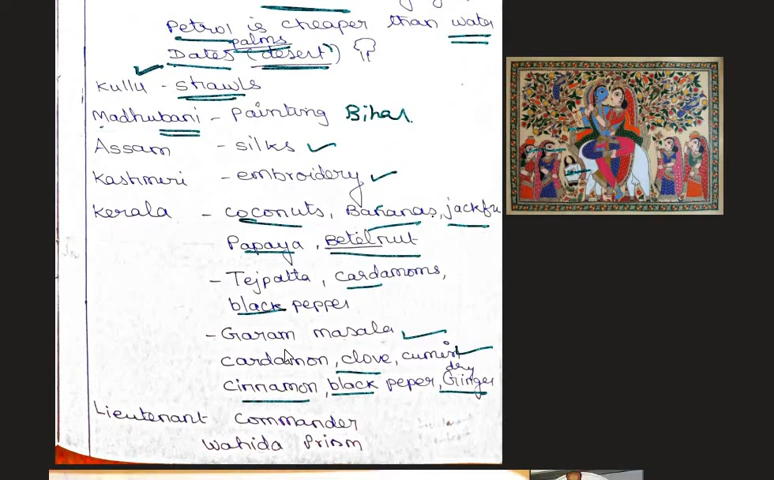 Petrol is cheaper than water
palms
Dates (desert)
Kullu - shawls
Madhubani - Painting Bihar.
Assam - silks
Kashmiri - embroidery
Kerala - coconuts, Bananas, jackfu
Papaya, Betelnut
- Tejpatta, cardamoms,
black pepper
- Garam masala
cardamon, clove, cumin
dry
cinnamon, black peper, Ginger
Lieutenant Commander
Wahida Prism